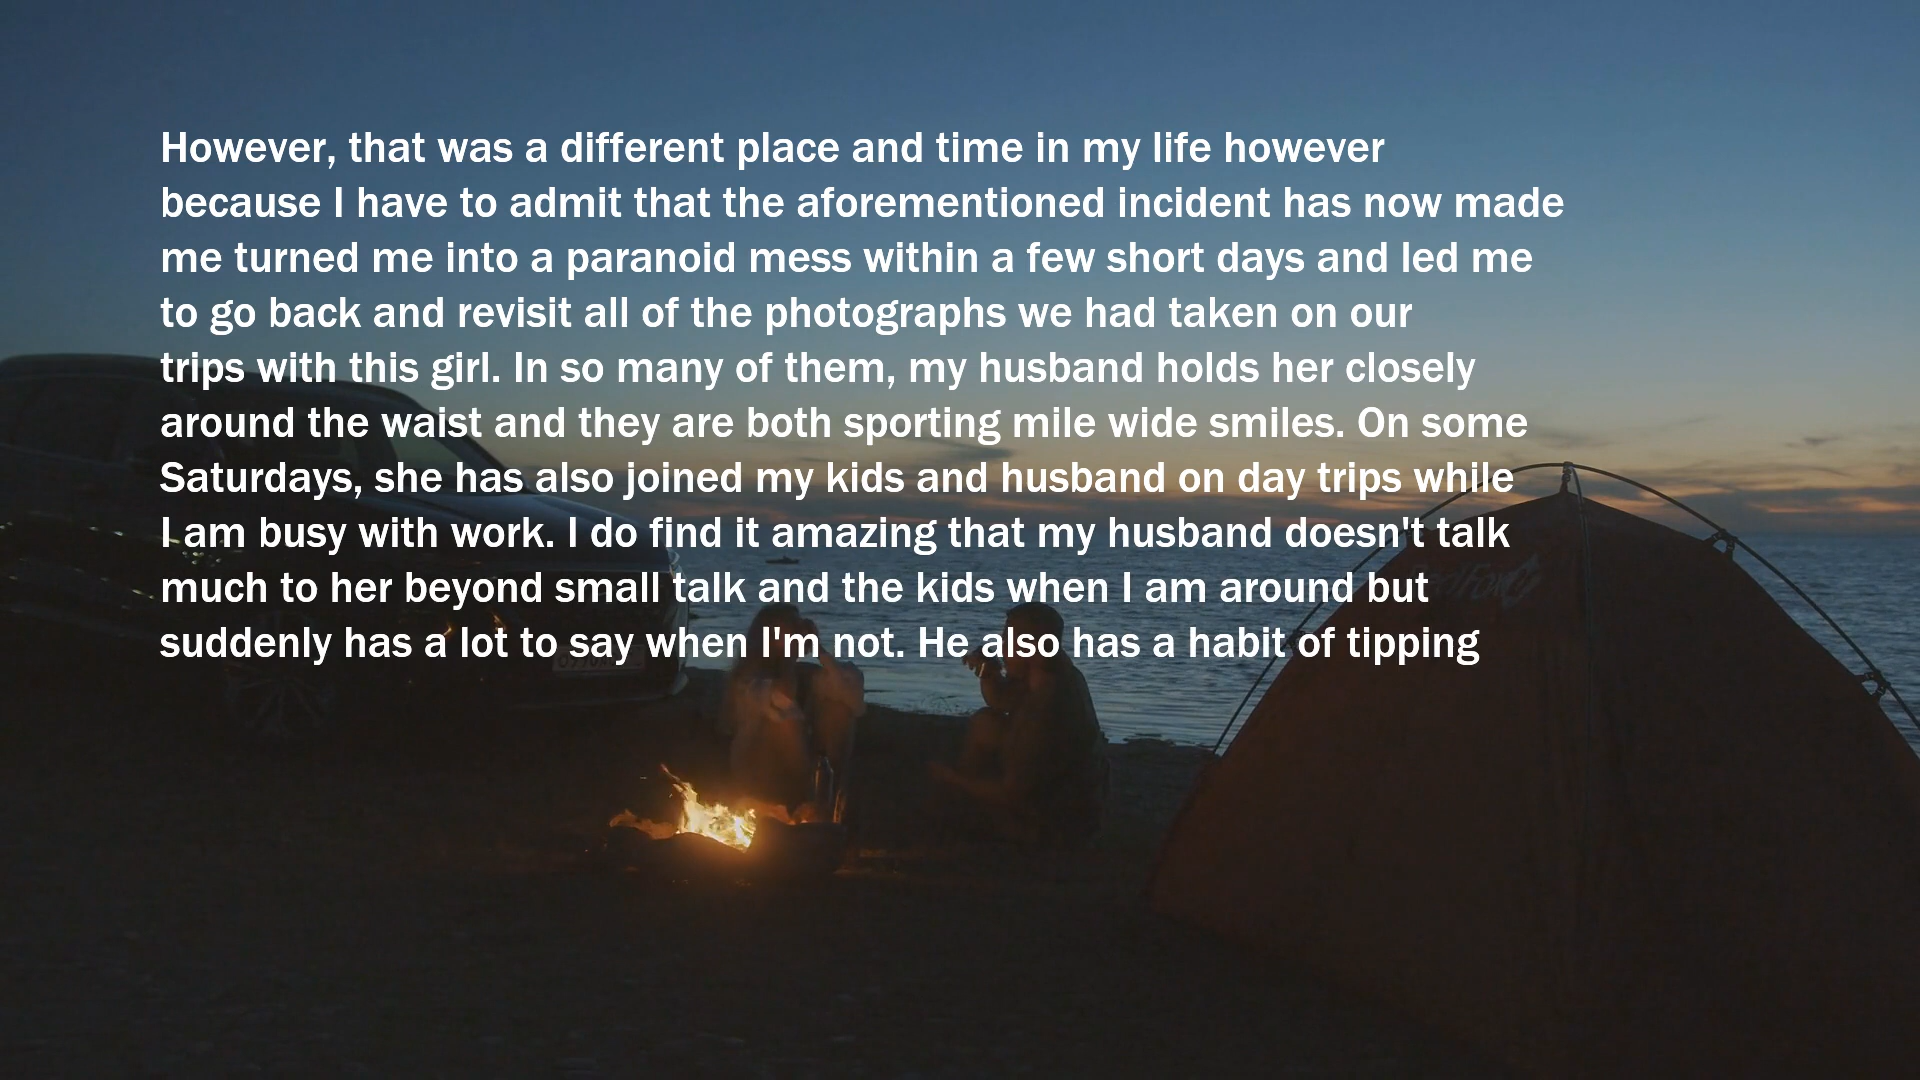 However, that was a different place and time in my life however
because I have to admit that the aforementioned incident has now made
me turned me into a paranoid mess within a few short days and led me
to go back and revisit all of the photographs we had taken on our
trips with this girl. In so many of them, my husband holds her closely
around the waist and they are both sporting mile wide smiles. On some
Saturdays, she has also joined my kids and husband on day trips while
I am busy with work. I do find it amazing that my husband doesn't talk
much to her beyond small talk and the kids when I am around but
suddenly has a lot to say when I'm not. He also has a habit of tipping